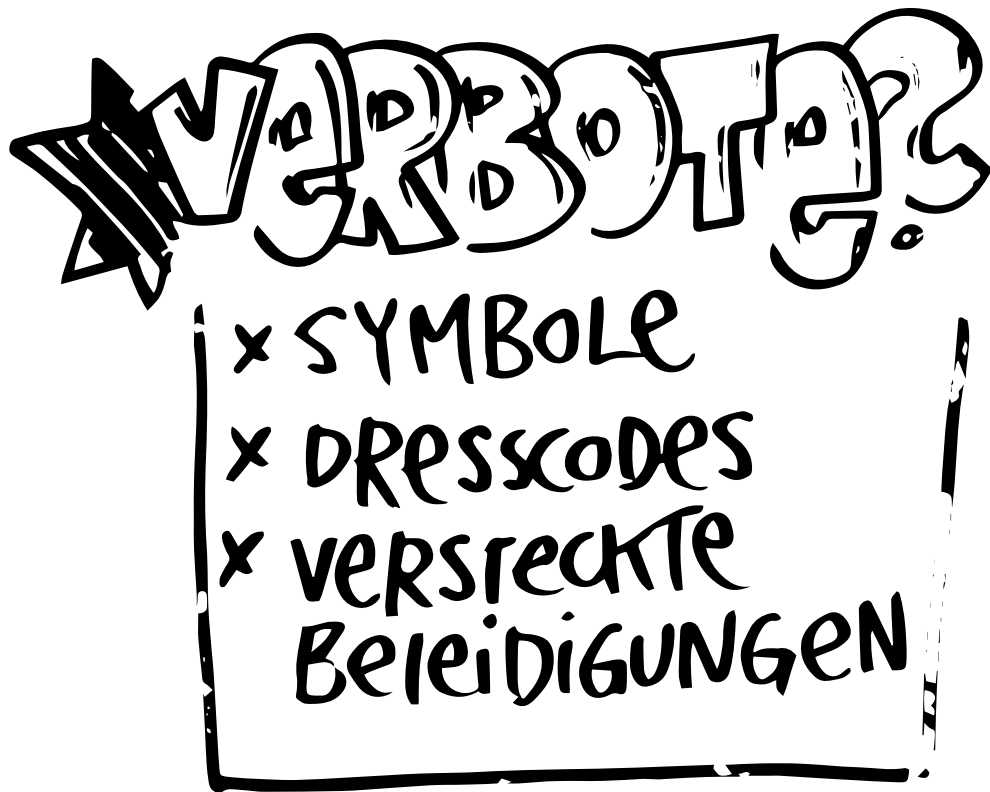 VERBOTE?
x SYMBOLE
x DRESSCODES
x VERSTECKTE
BELEIDIGUNGEN